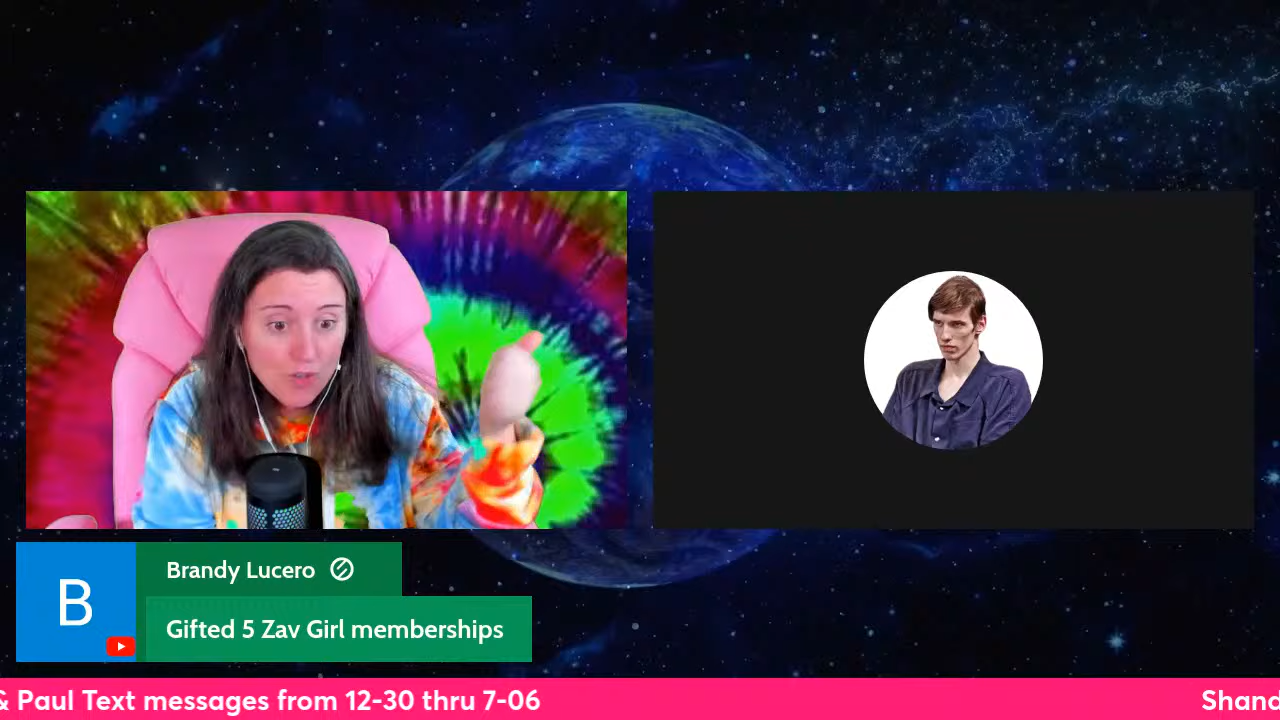 B
Brandy Lucero
Gifted 5 Zav Girl memberships
& Paul Text messages from 12-30 thru 7-06
Shand